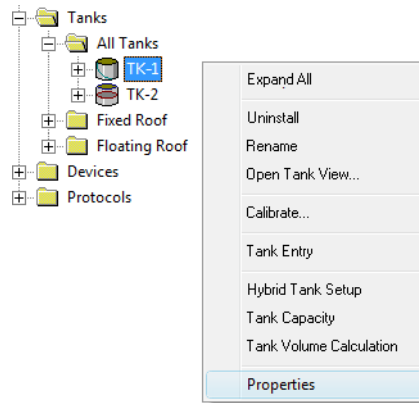 Tanks
All Tanks
TK-1
TK-2
Fixed Roof
Floating Roof
Devices
Protocols
Expand All
Uninstall
Rename
Open Tank View...
Calibrate...
Tank Entry
Hybrid Tank Setup
Tank Capacity
Tank Volume Calculation
Properties